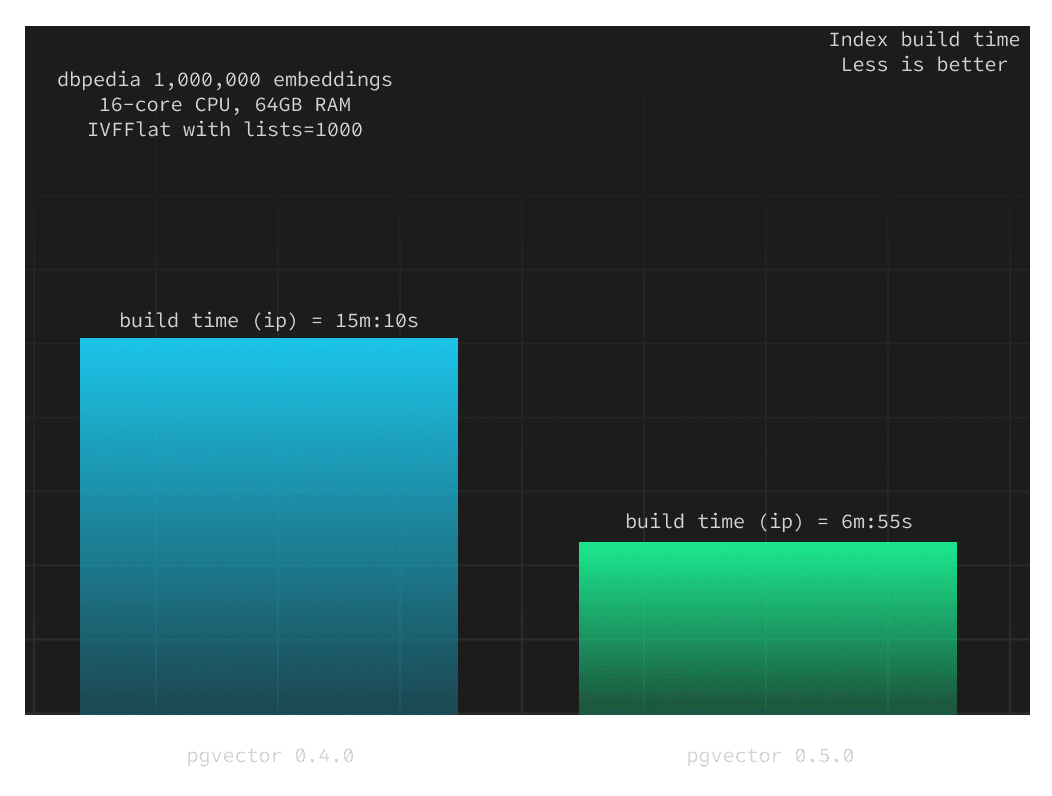 Index build time
Less is better
dbpedia 1,000,000 embeddings
16-core CPU, 64GB RAM
IVFFlat with lists=1000
build time (ip) = 15m:10s
build time (ip) = 6m:55s
pgvector 0.4.0
pgvector 0.5.0